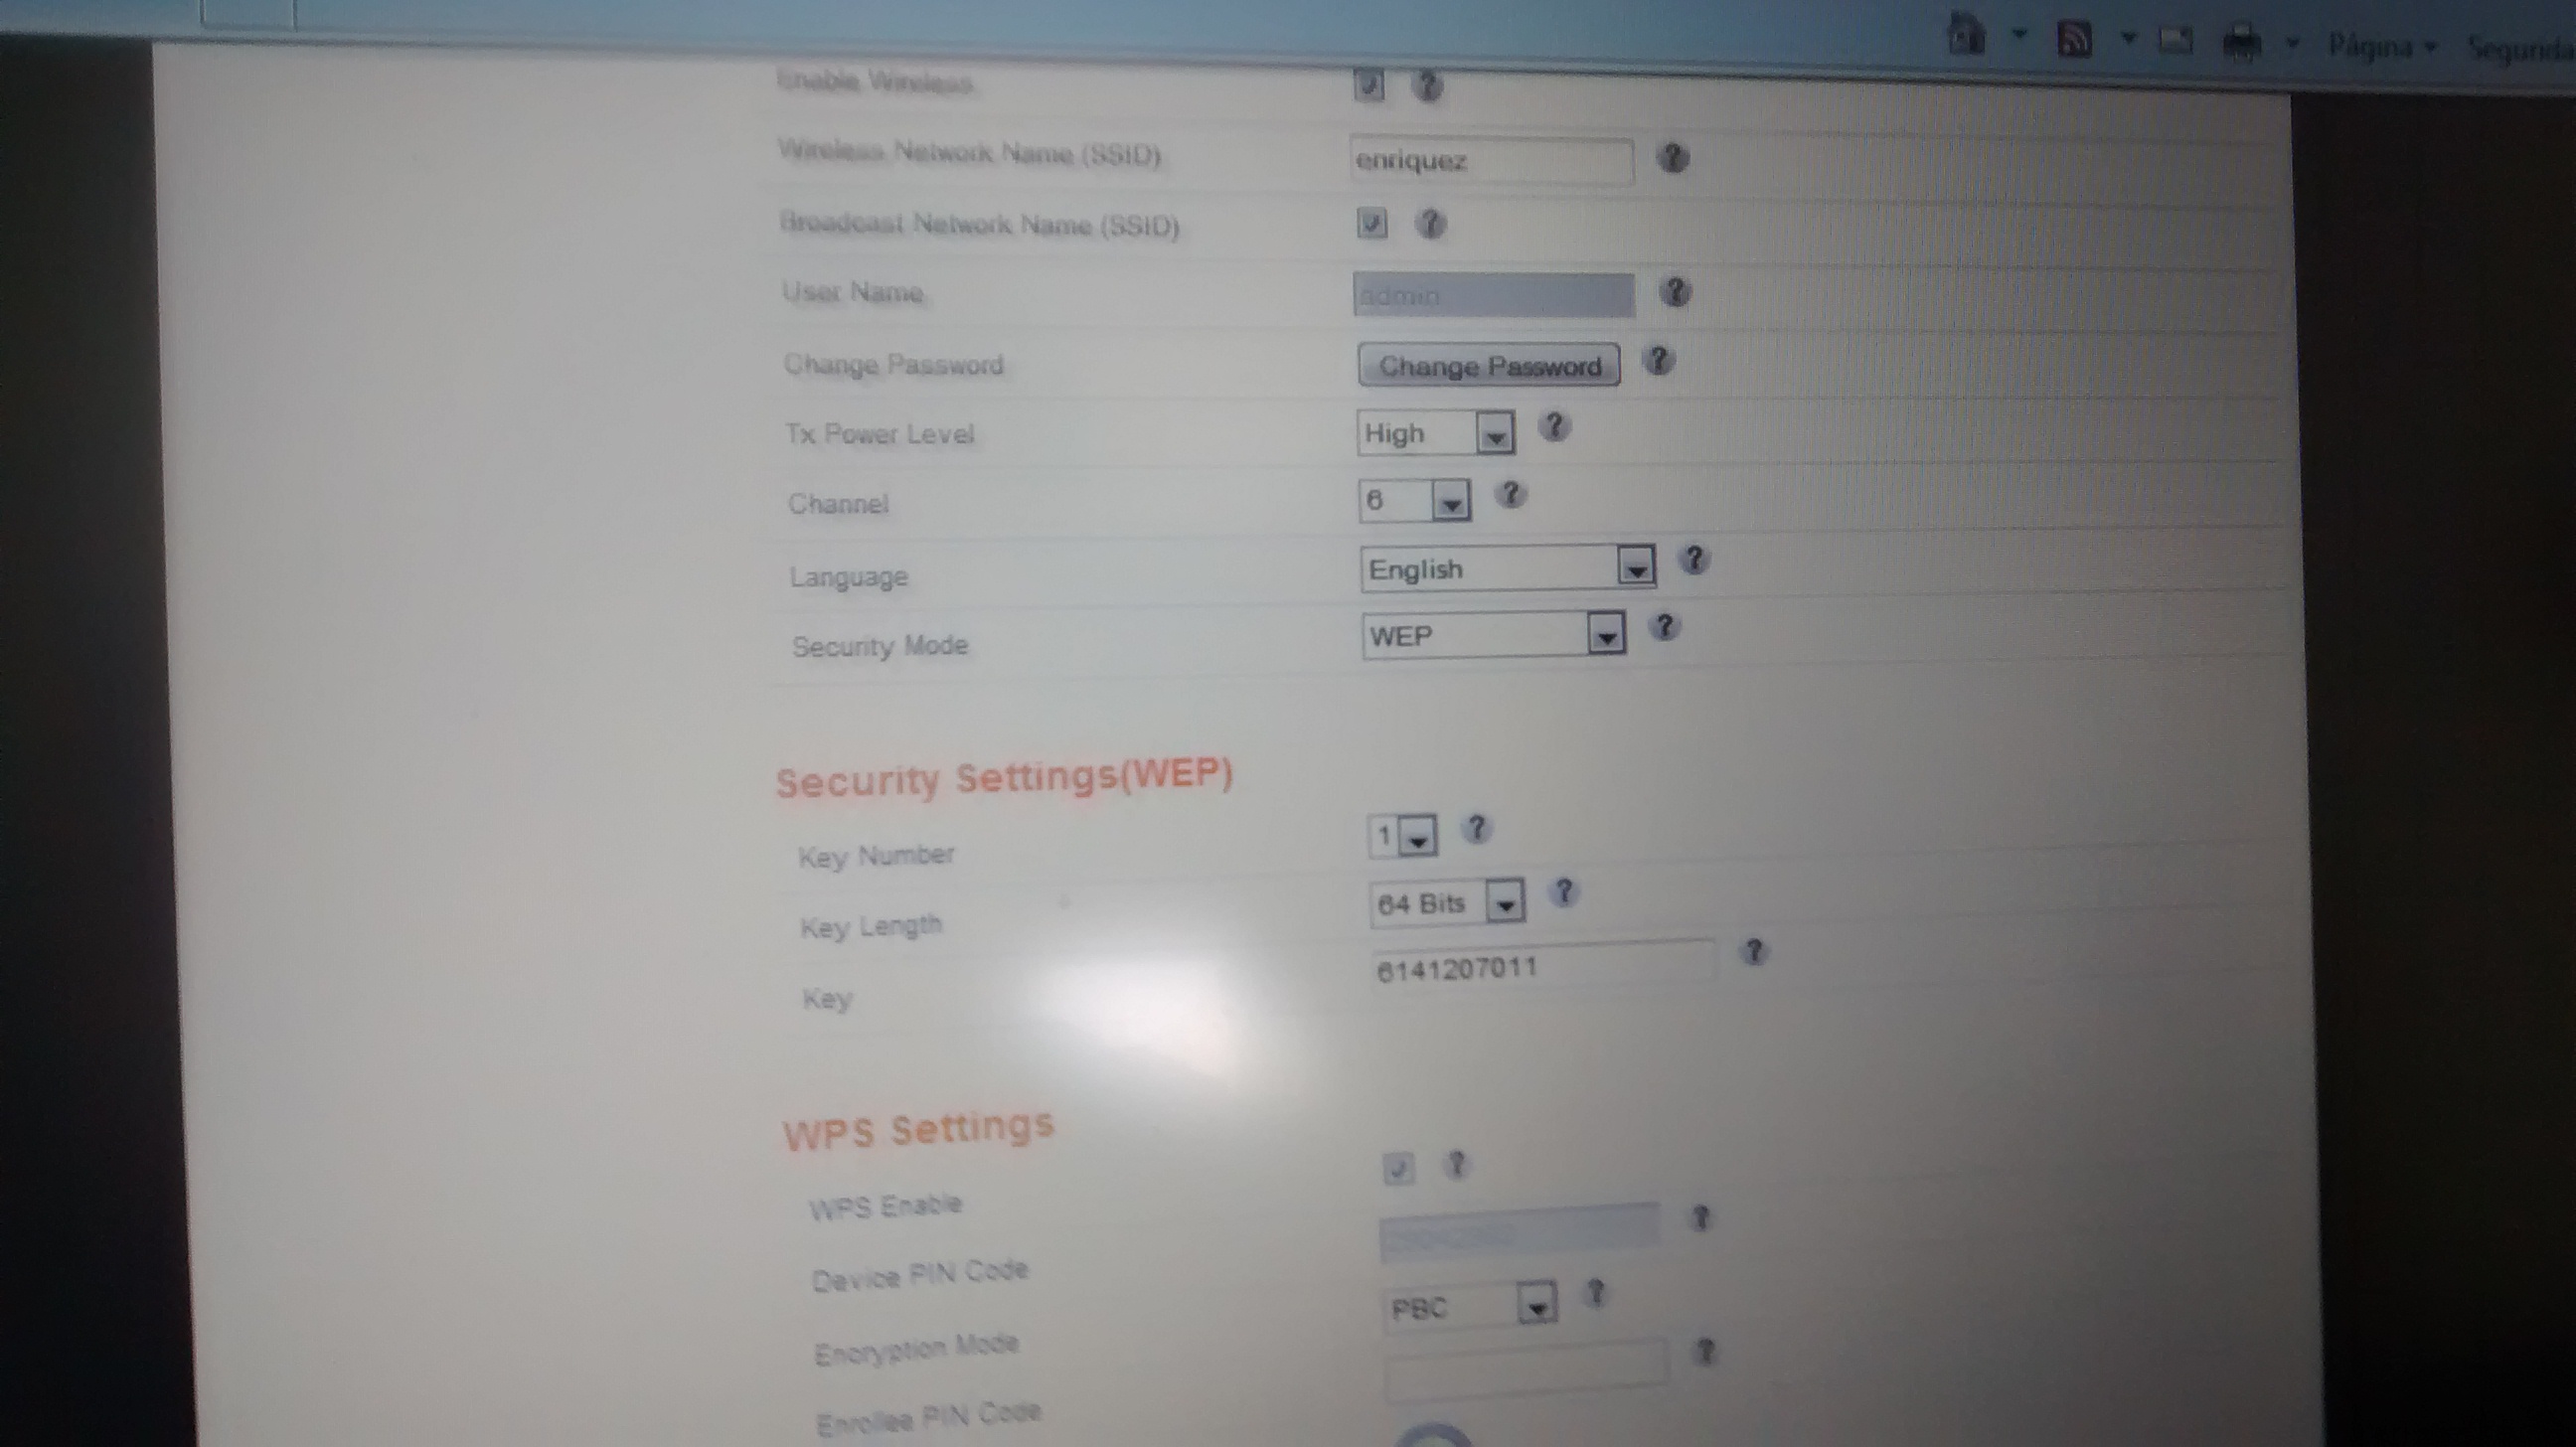 Página Segurida
Enable Wireless ?
Wireless Network Name (SSID) enriquez ?
Broadcast Network Name (SSID) ?
User Name admin ?
Change Password Change Password ?
Tx Power Level High ?
Channel 6 ?
Language English ?
Security Mode WEP ?
Security Settings(WEP)
Key Number 1 ?
Key Length 64 Bits ?
Key 6141207011 ?
WPS Settings
WPS Enable ?
Device PIN Code ?
Encryption Mode PBC ?
Enrollee PIN Code ?